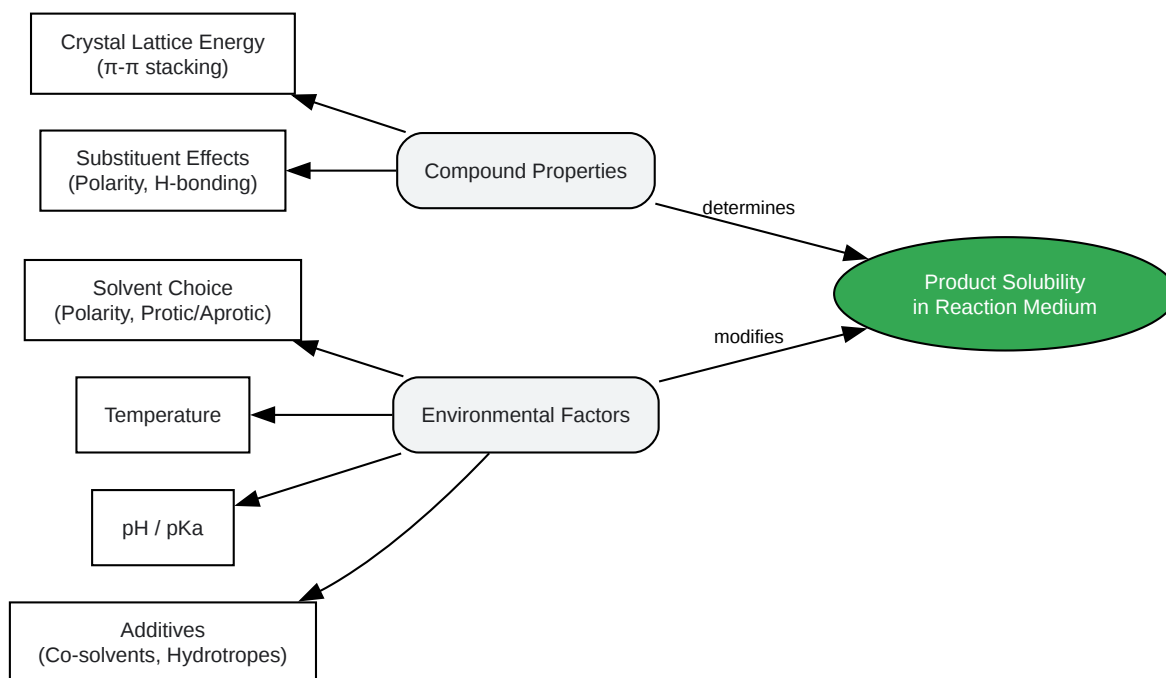 Crystal Lattice Energy
(π-π stacking)
Substituent Effects
(Polarity, H-bonding)
Compound Properties
determines
Solvent Choice
(Polarity, Protic/Aprotic)
Product Solubility
in Reaction Medium
modifies
Temperature
Environmental Factors
pH / pKa
Additives
(Co-solvents, Hydrotropes)